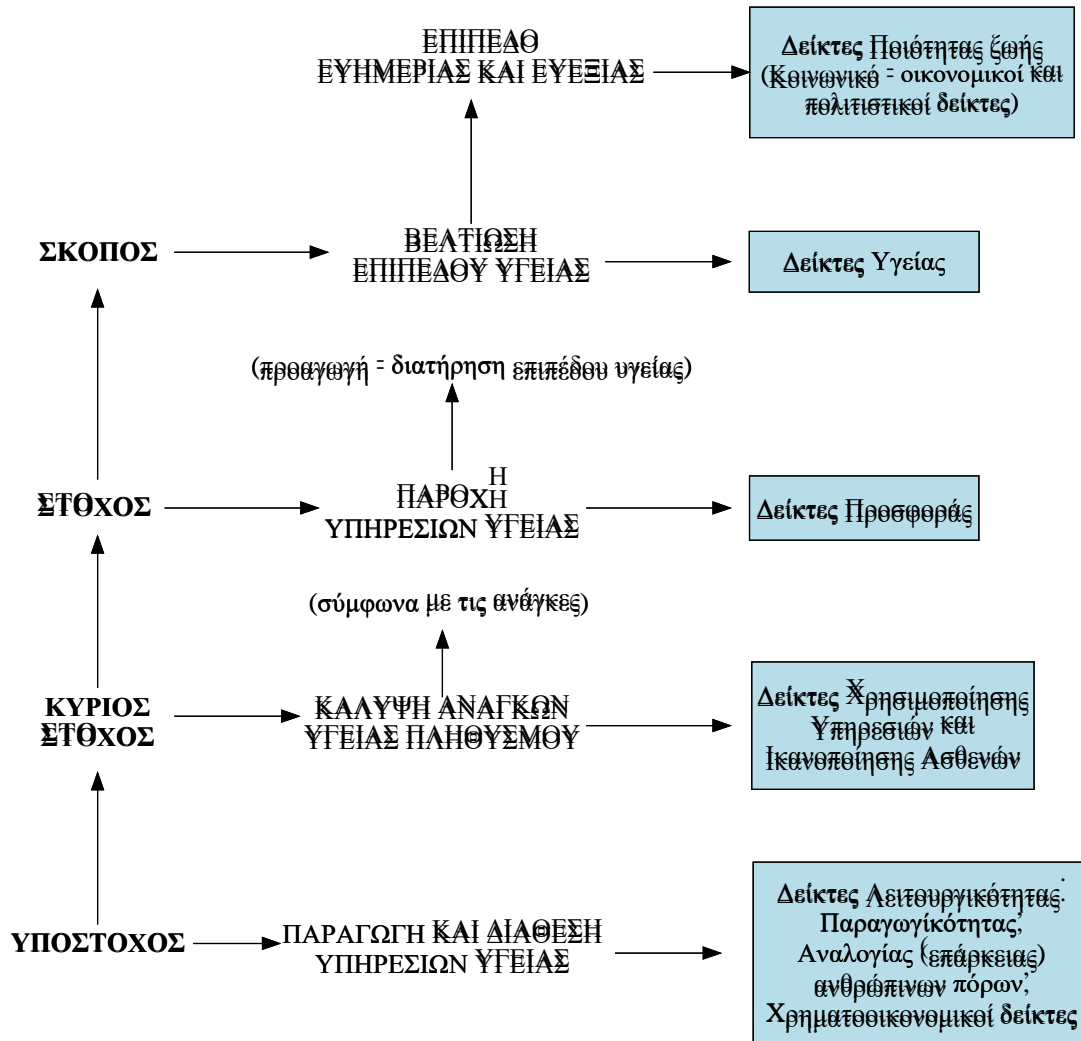 ΕΠΙΠΕΔΟ
ΕΥΗΜΕΡΙΑΣ ΚΑΙ ΕΥΕΞΙΑΣ
Δείκτες Ποιότητας ζωής
(Κοινωνικό - οικονομικοί και
πολιτιστικοί δείκτες)
ΣΚΟΠΟΣ
ΒΕΛΤΙΩΣΗ
ΕΠΙΠΕΔΟΥ ΥΓΕΙΑΣ
Δείκτες Υγείας
(προαγωγή - διατήρηση επιπέδου υγείας)
ΣΤΟΧΟΣ
ΠΑΡΟΧΗ
ΥΠΗΡΕΣΙΩΝ ΥΓΕΙΑΣ
Δείκτες Προσφοράς
(σύμφωνα με τις ανάγκες)
ΚΥΡΙΟΣ
ΣΤΟΧΟΣ
ΚΑΛΥΨΗ ΑΝΑΓΚΩΝ
ΥΓΕΙΑΣ ΠΛΗΘΥΣΜΟΥ
Δείκτες Χρησιμοποίησης
Υπηρεσιών και
Ικανοποίησης Ασθενών
ΥΠΟΣΤΟΧΟΣ
ΠΑΡΑΓΩΓΗ ΚΑΙ ΔΙΑΘΕΣΗ
ΥΠΗΡΕΣΙΩΝ ΥΓΕΙΑΣ
Δείκτες Λειτουργικότητας.
Παραγωγίκότητας,
Αναλογίας (επάρκειας)
ανθρώπινων πόρων,
Χρηματοοικονομικοί δείκτες